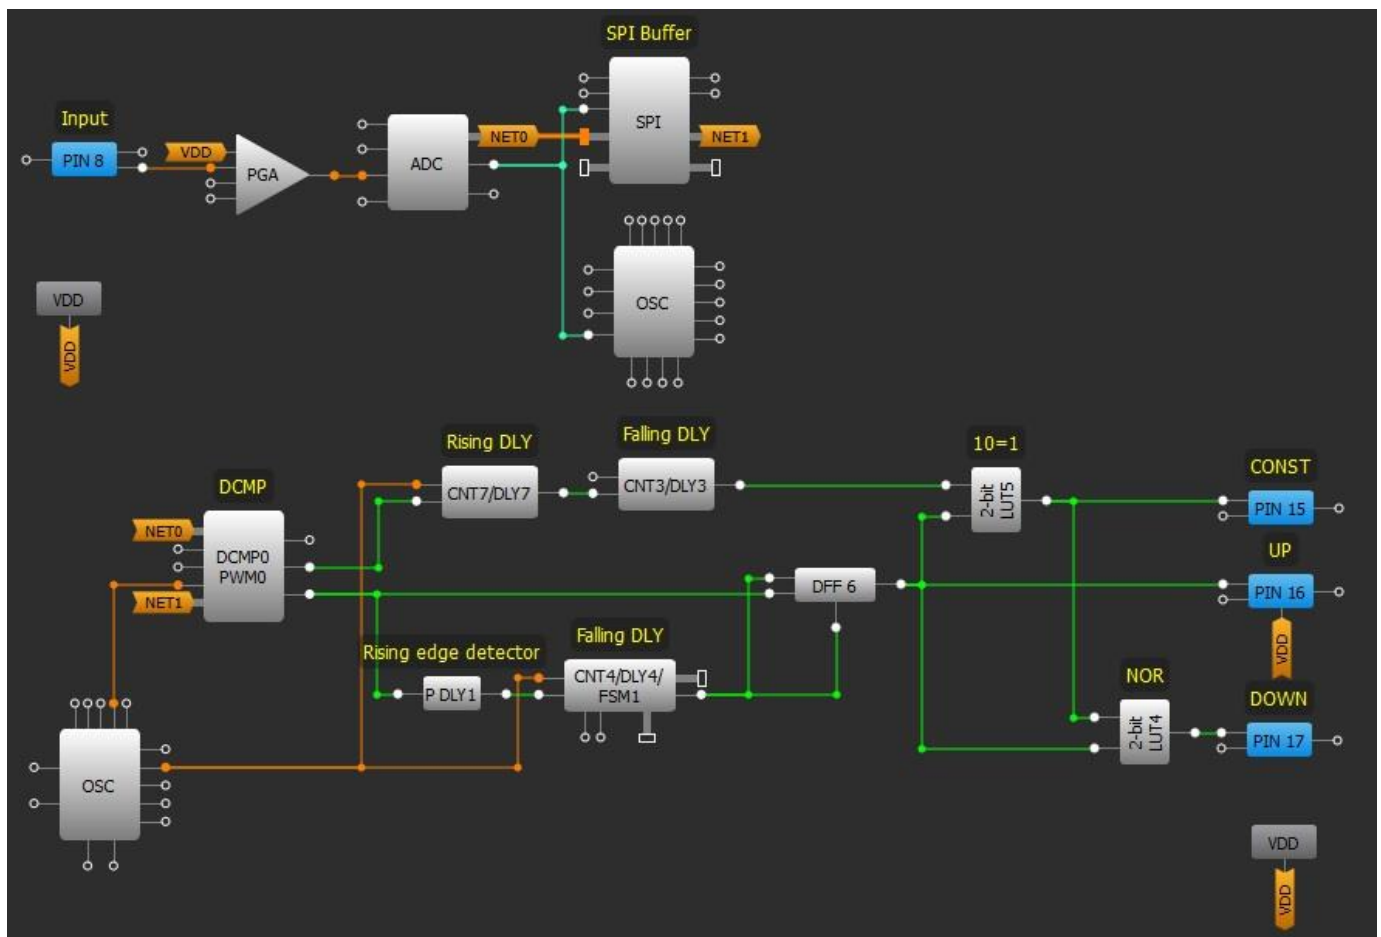 SPI Buffer
Input
PIN 8
VDD
PGA
ADC
NET0
SPI
NET1
OSC
VDD
VDD
Rising DLY
Falling DLY
10=1
CONST
DCMP
CNT7/DLY7
CNT3/DLY3
2-bit
LUT5
PIN 15
NET0
DCMP0
PWM0
NET1
UP
DFF 6
PIN 16
VDD
Rising edge detector
Falling DLY
P DLY1
CNT4/DLY4/
FSM1
NOR
2-bit
LUT4
DOWN
PIN 17
OSC
VDD
VDD